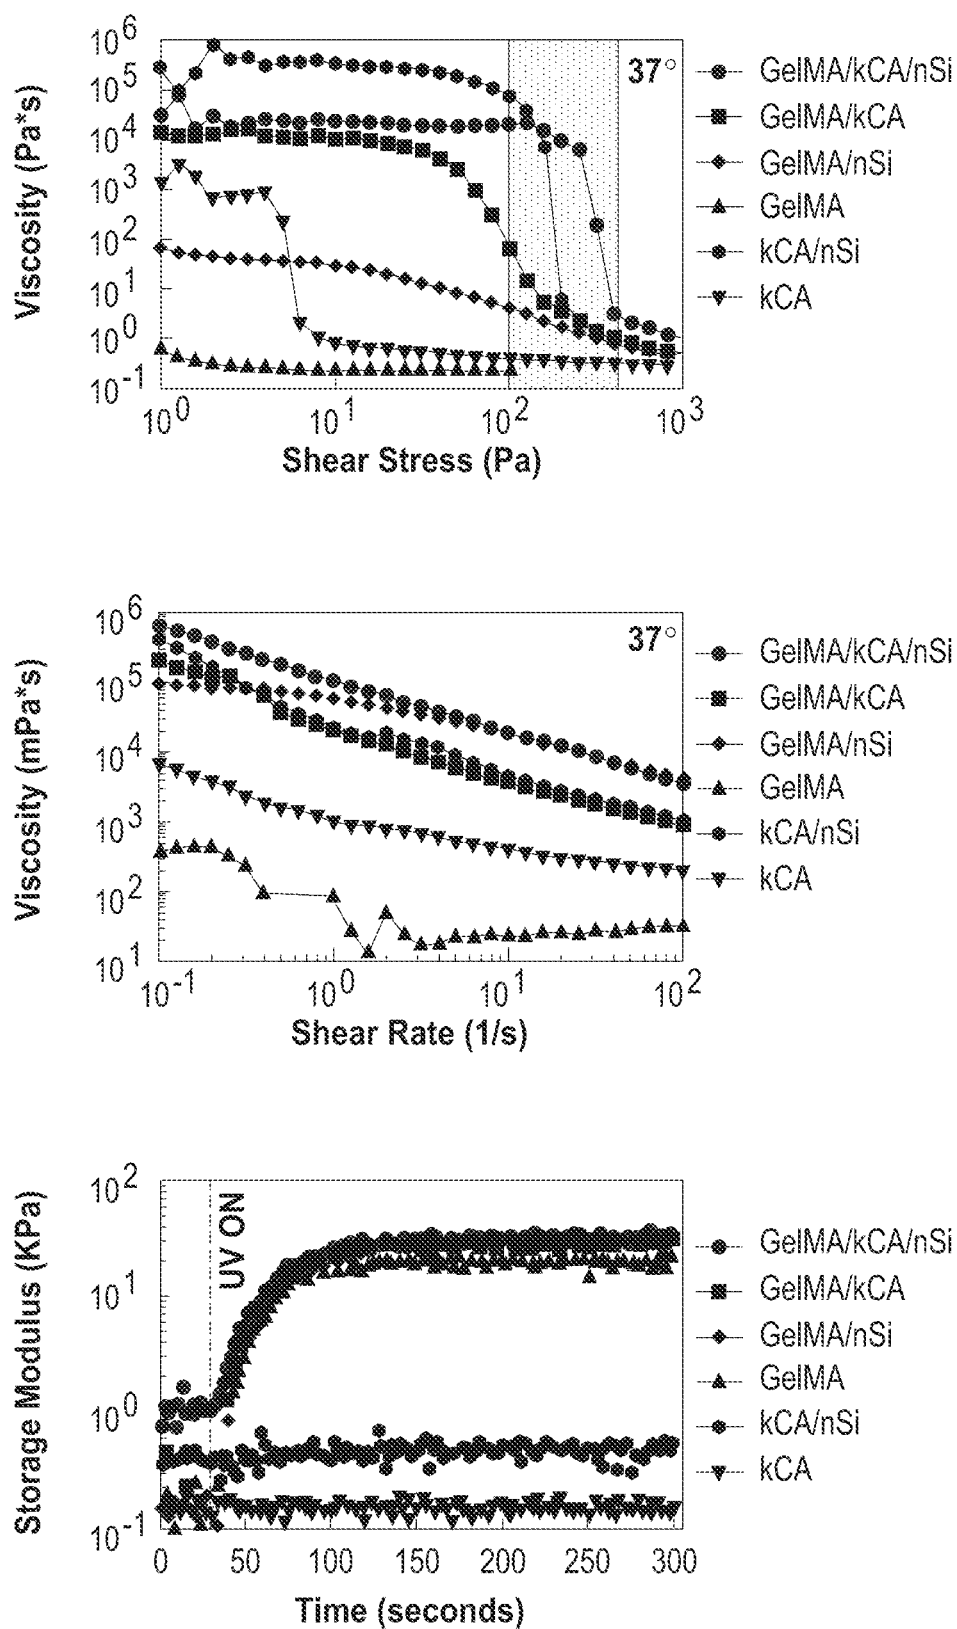 10^6
10^5
10^4
10^3
10^2
10^1
10^0
10^-1
Viscosity (Pa*s)
37°
10^0 10^1 10^2 10^3
Shear Stress (Pa)
GelMA/kCA/nSi
GelMA/kCA
GelMA/nSi
GelMA
kCA/nSi
kCA
10^6
10^5
10^4
10^3
10^2
10^1
Viscosity (mPa*s)
37°
10^-1 10^0 10^1 10^2
Shear Rate (1/s)
GelMA/kCA/nSi
GelMA/kCA
GelMA/nSi
GelMA
kCA/nSi
kCA
10^2
10^1
10^0
10^-1
Storage Modulus (KPa)
UV ON
0 50 100 150 200 250 300
Time (seconds)
GelMA/kCA/nSi
GelMA/kCA
GelMA/nSi
GelMA
kCA/nSi
kCA